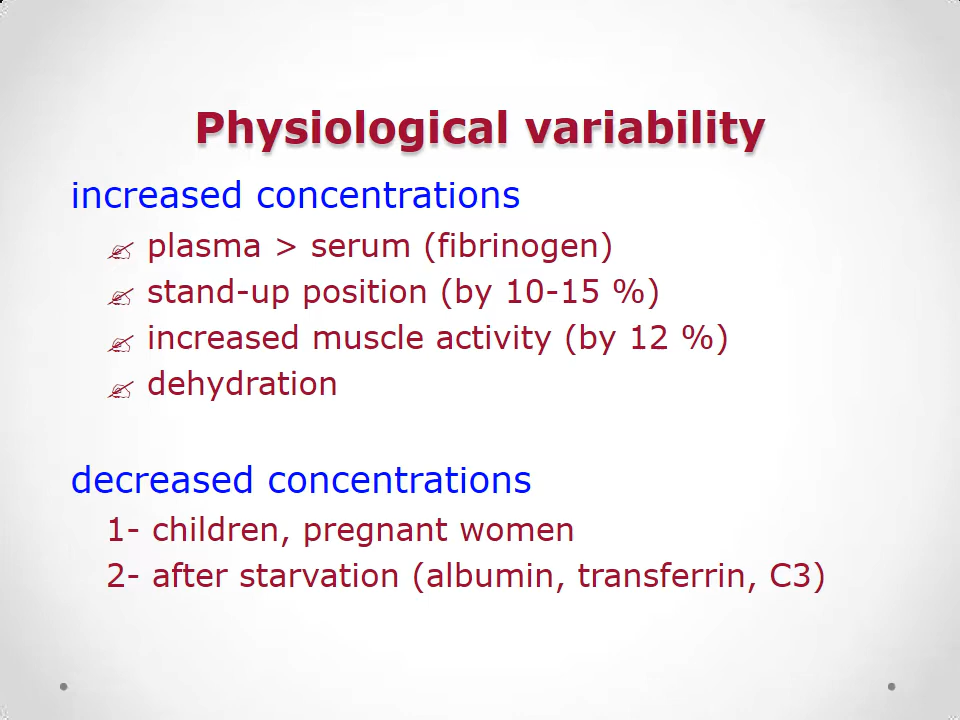 Physiological variability
increased concentrations
plasma > serum (fibrinogen)
stand-up position (by 10-15 %)
increased muscle activity (by 12 %)
dehydration
decreased concentrations
1- children, pregnant women
2- after starvation (albumin, transferrin, C3)